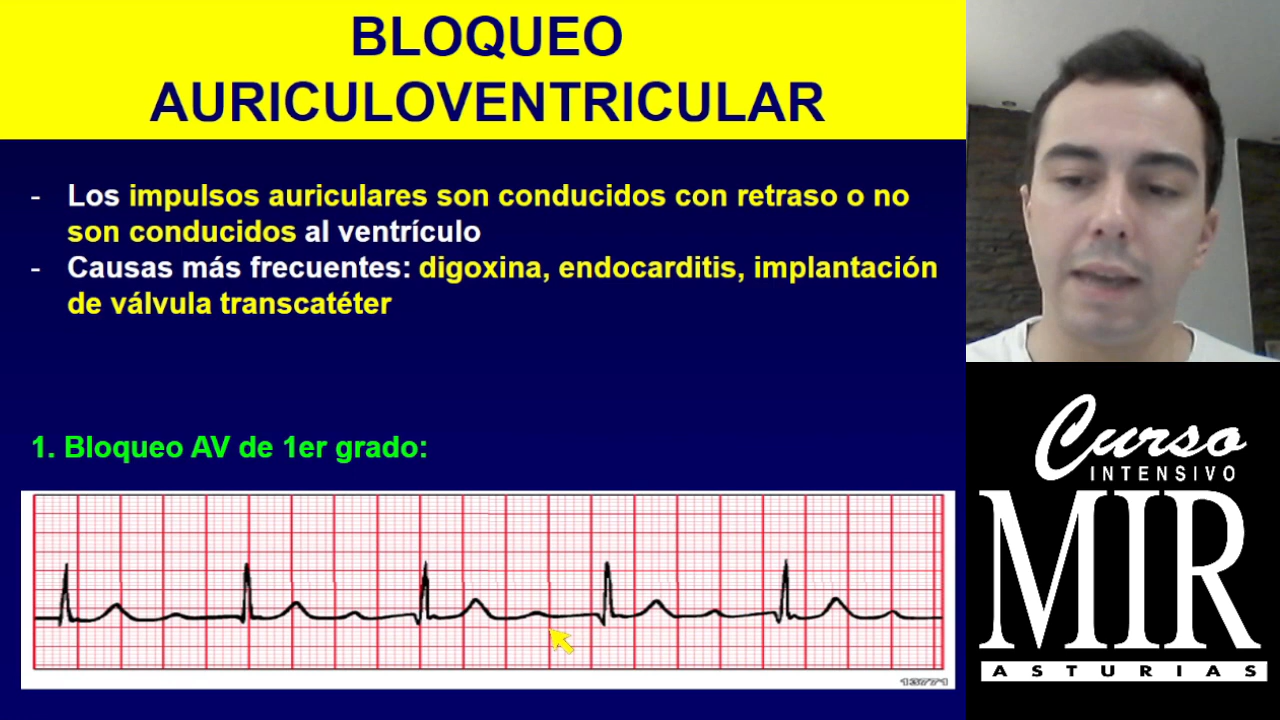 BLOQUEO
AURICULOVENTRICULAR
- Los impulsos auriculares son conducidos con retraso o no
son conducidos al ventrículo
- Causas más frecuentes: digoxina, endocarditis, implantación
de válvula transcatéter
1. Bloqueo AV de 1er grado:
13771
Curso
INTENSIVO
MIR
ASTURIAS